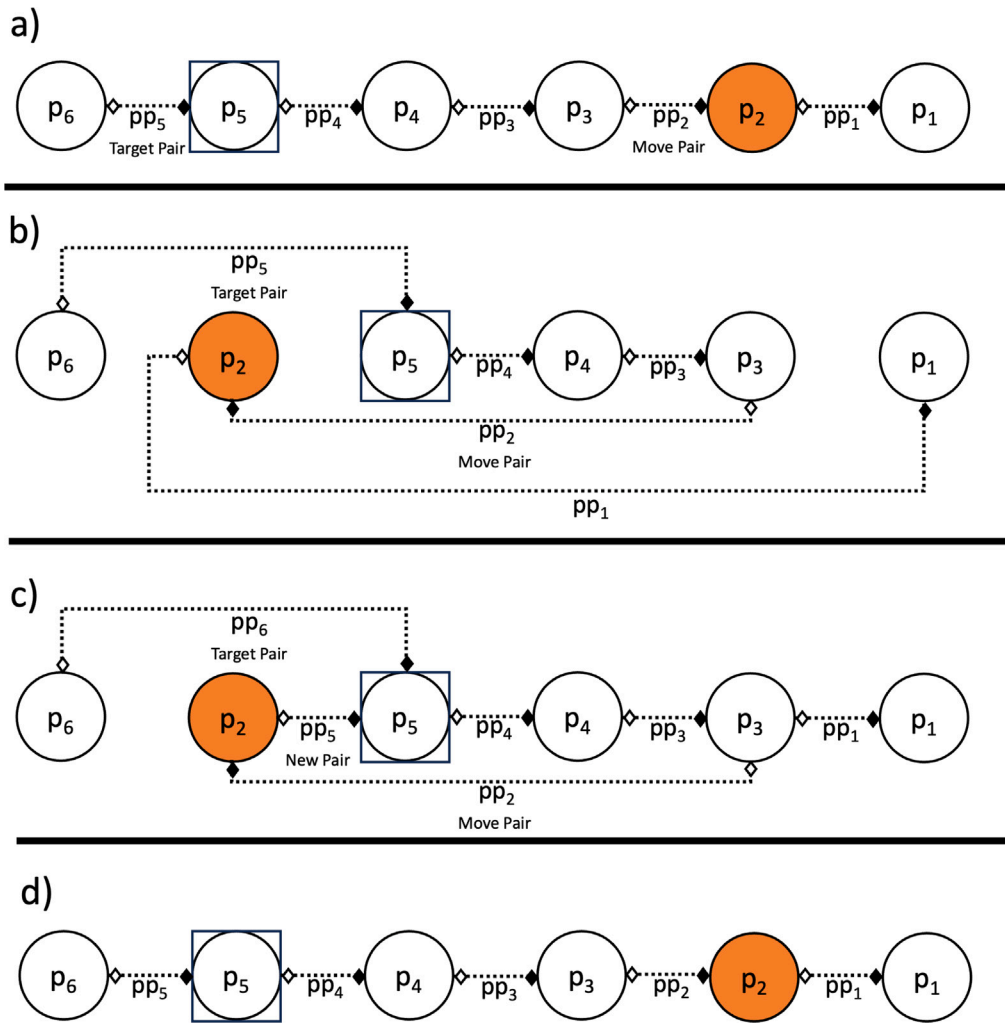 a)
p₆ p₅ p₄ p₃ p₂ p₁
pp₅ pp₄ pp₃ pp₂ pp₁
Target Pair Move Pair
b)
pp₅
Target Pair
p₆ p₂ p₅ p₄ p₃ p₁
pp₄ pp₃
pp₂
Move Pair
pp₁
c)
pp₆
Target Pair
p₆ p₂ p₅ p₄ p₃ p₁
pp₅ pp₄ pp₃ pp₁
New Pair
pp₂
Move Pair
d)
p₆ p₅ p₄ p₃ p₂ p₁
pp₅ pp₄ pp₃ pp₂ pp₁